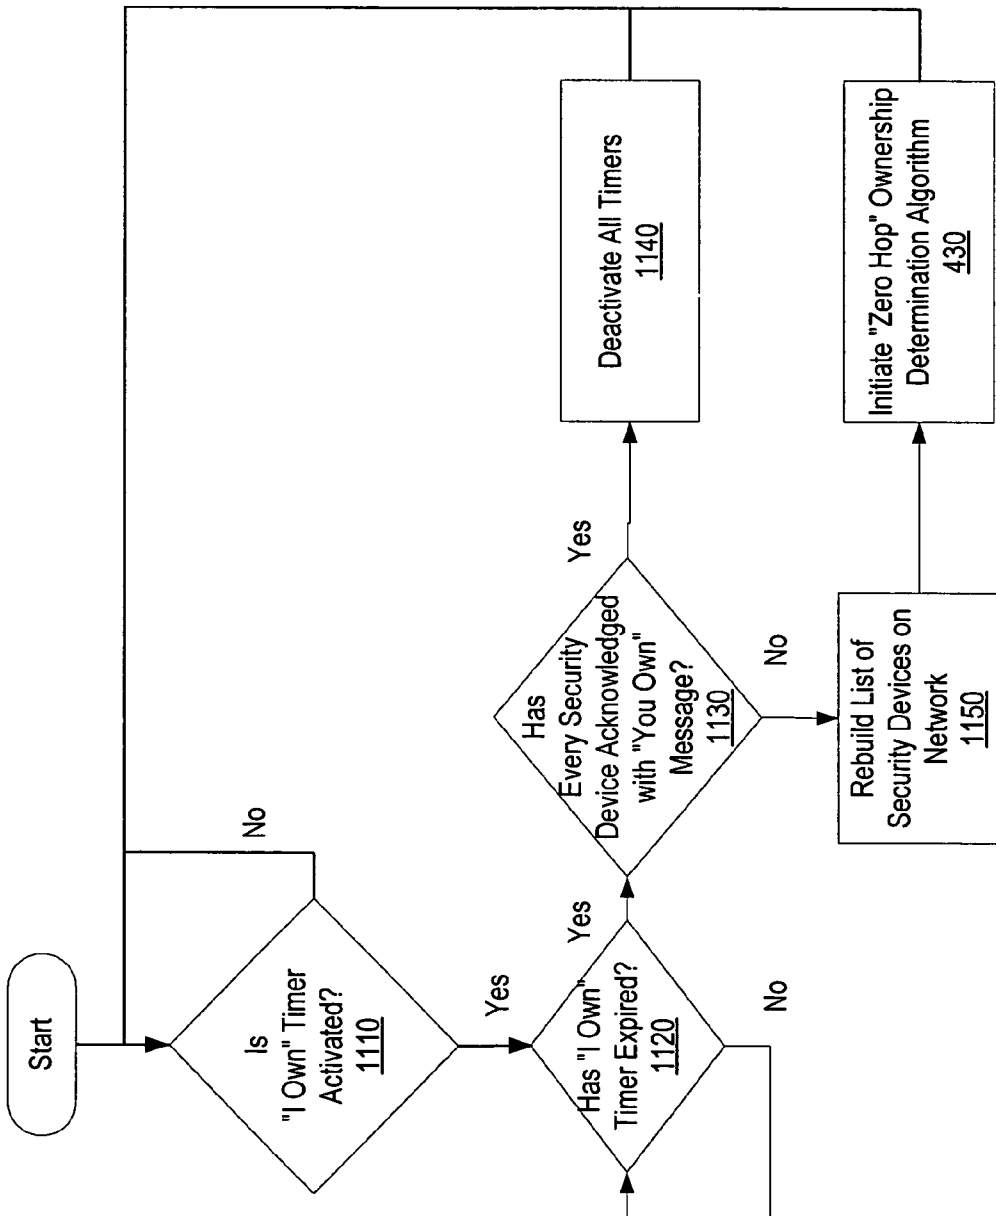 Start
Is
"I Own" Timer
Activated?
1110
No
Yes
Has "I Own"
Timer Expired?
1120
Yes
No
Has
Every Security
Device Acknowledged
with "You Own"
Message?
1130
Yes
No
Deactivate All Timers
1140
Rebuild List of
Security Devices on
Network
1150
Initiate "Zero Hop" Ownership
Determination Algorithm
430